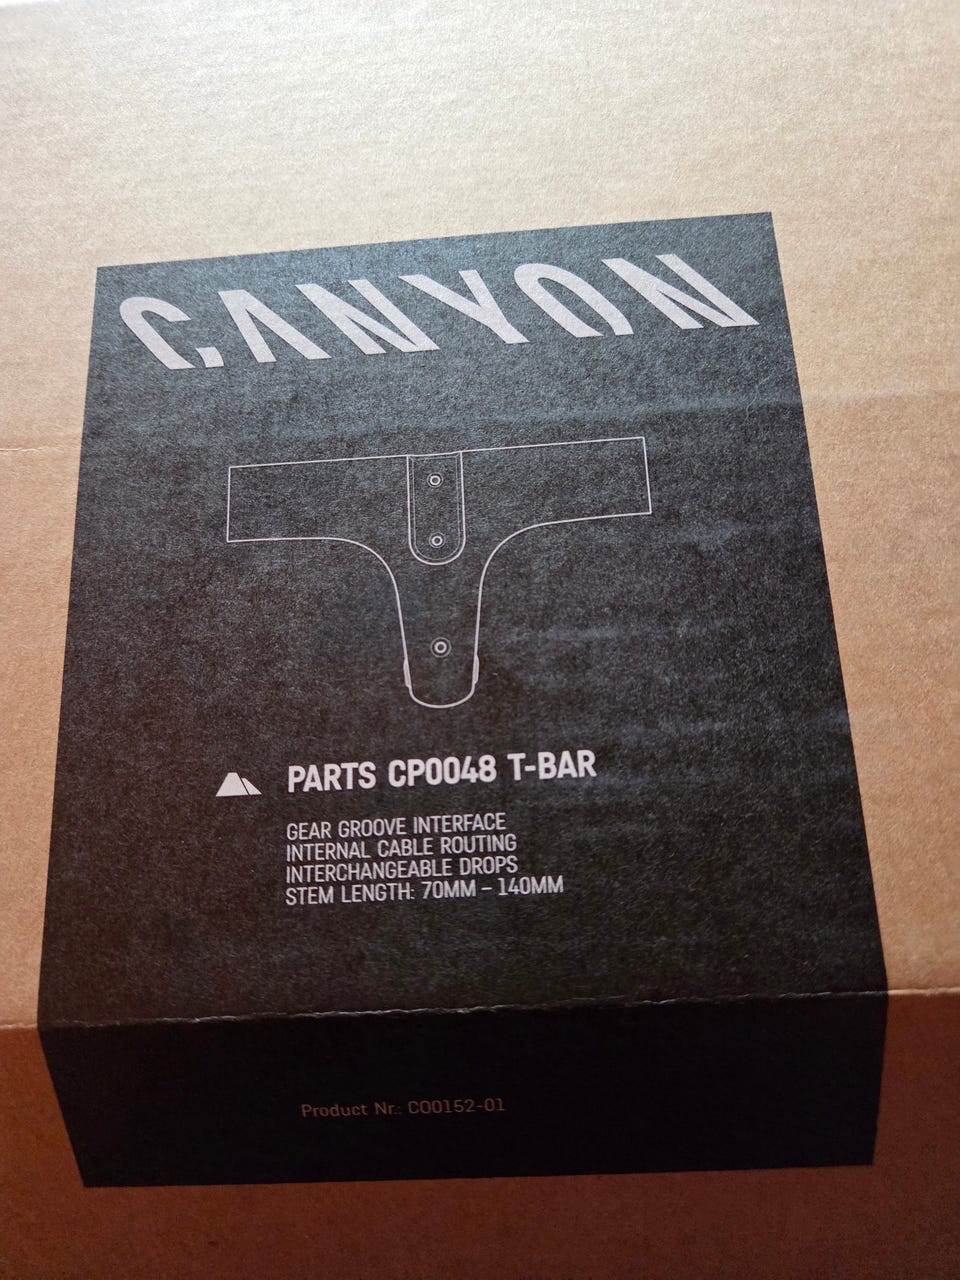 CANYON
PARTS CP0048 T-BAR
GEAR GROOVE INTERFACE
INTERNAL CABLE ROUTING
INTERCHANGEABLE DROPS
STEM LENGTH: 70MM – 140MM
Product Nr.: CO0152-01